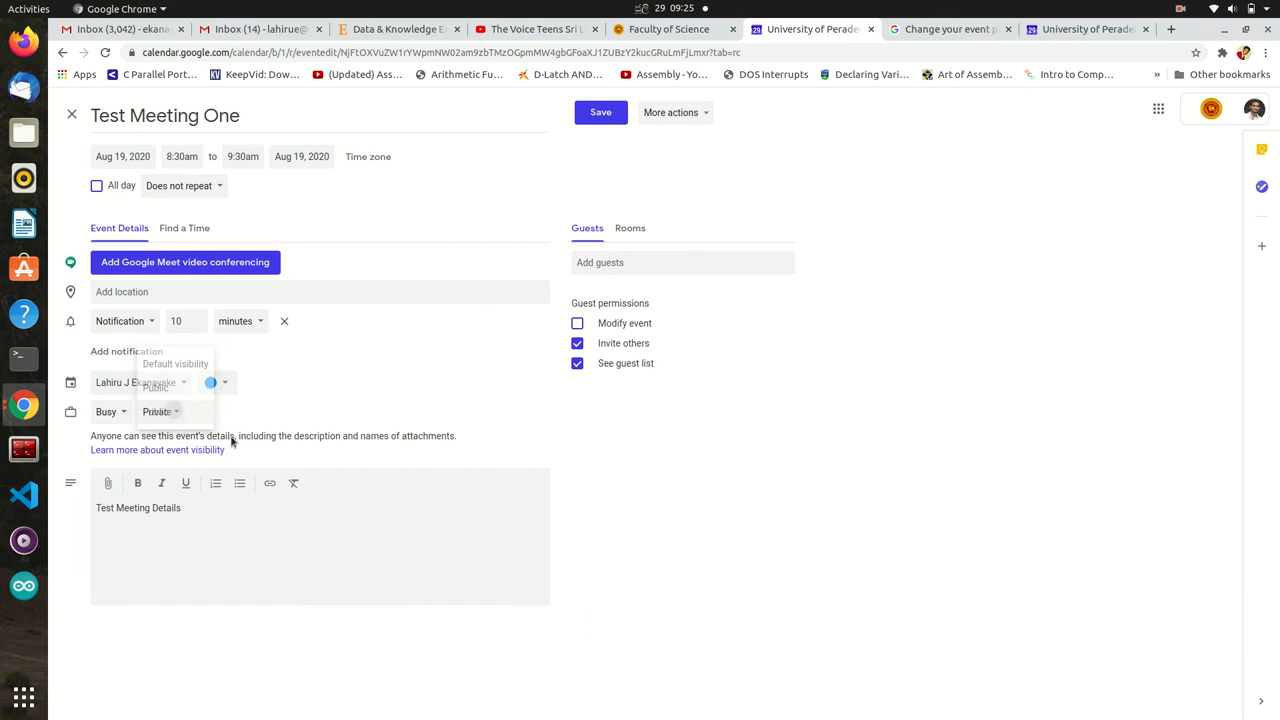 Activities
Google Chrome
29 09:25
Inbox (3,042) - ekana
Inbox (14) - lahirue@
Data & Knowledge E
The Voice Teens Sri L
Faculty of Science
University of Perade
Change your event p
University of Perade
calendar.google.com/calendar/b/1/r/eventedit/NjFtOXVuZW1rYWpmNW02am9zbTMzOGpmMW4gbGFoaXJ1ZUBzY2kucGRuLmFjLmxr?tab=rc
Apps
C Parallel Port...
KeepVid: Dow...
(Updated) Ass...
Arithmetic Fu...
D-Latch AND...
Assembly - Yo...
DOS Interrupts
Declaring Vari...
Art of Assemb...
Intro to Comp...
Other bookmarks
Test Meeting One
Save
More actions
Aug 19, 2020
8:30am
to
9:30am
Aug 19, 2020
Time zone
All day
Does not repeat
Event Details
Find a Time
Guests
Rooms
Add Google Meet video conferencing
Add guests
Add location
Guest permissions
Notification
10
minutes
Modify event
Invite others
Add notification
See guest list
Default visibility
Lahiru J Ekanayake
Public
Busy
Private
Anyone can see this event's details, including the description and names of attachments.
Learn more about event visibility
Test Meeting Details